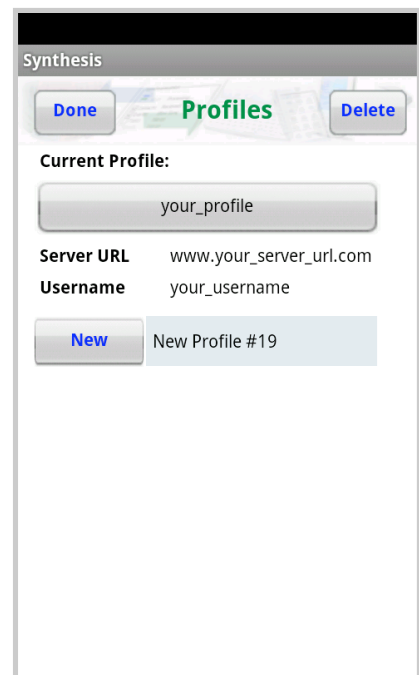 Synthesis
Done Profiles Delete
Current Profile:
your_profile
Server URL www.your_server_url.com
Username your_username
New New Profile #19